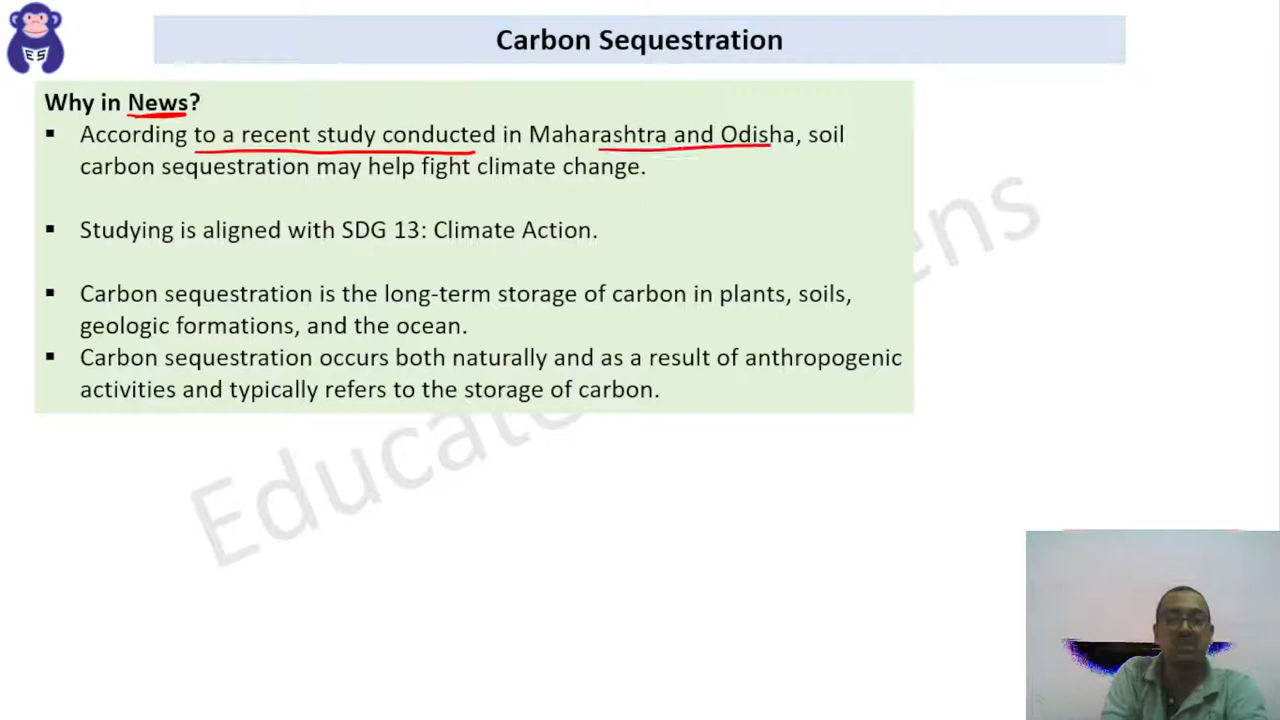 Carbon Sequestration
ES
Why in News?
▪ According to a recent study conducted in Maharashtra and Odisha, soil
carbon sequestration may help fight climate change.
▪ Studying is aligned with SDG 13: Climate Action.
▪ Carbon sequestration is the long-term storage of carbon in plants, soils,
geologic formations, and the ocean.
▪ Carbon sequestration occurs both naturally and as a result of anthropogenic
activities and typically refers to the storage of carbon.